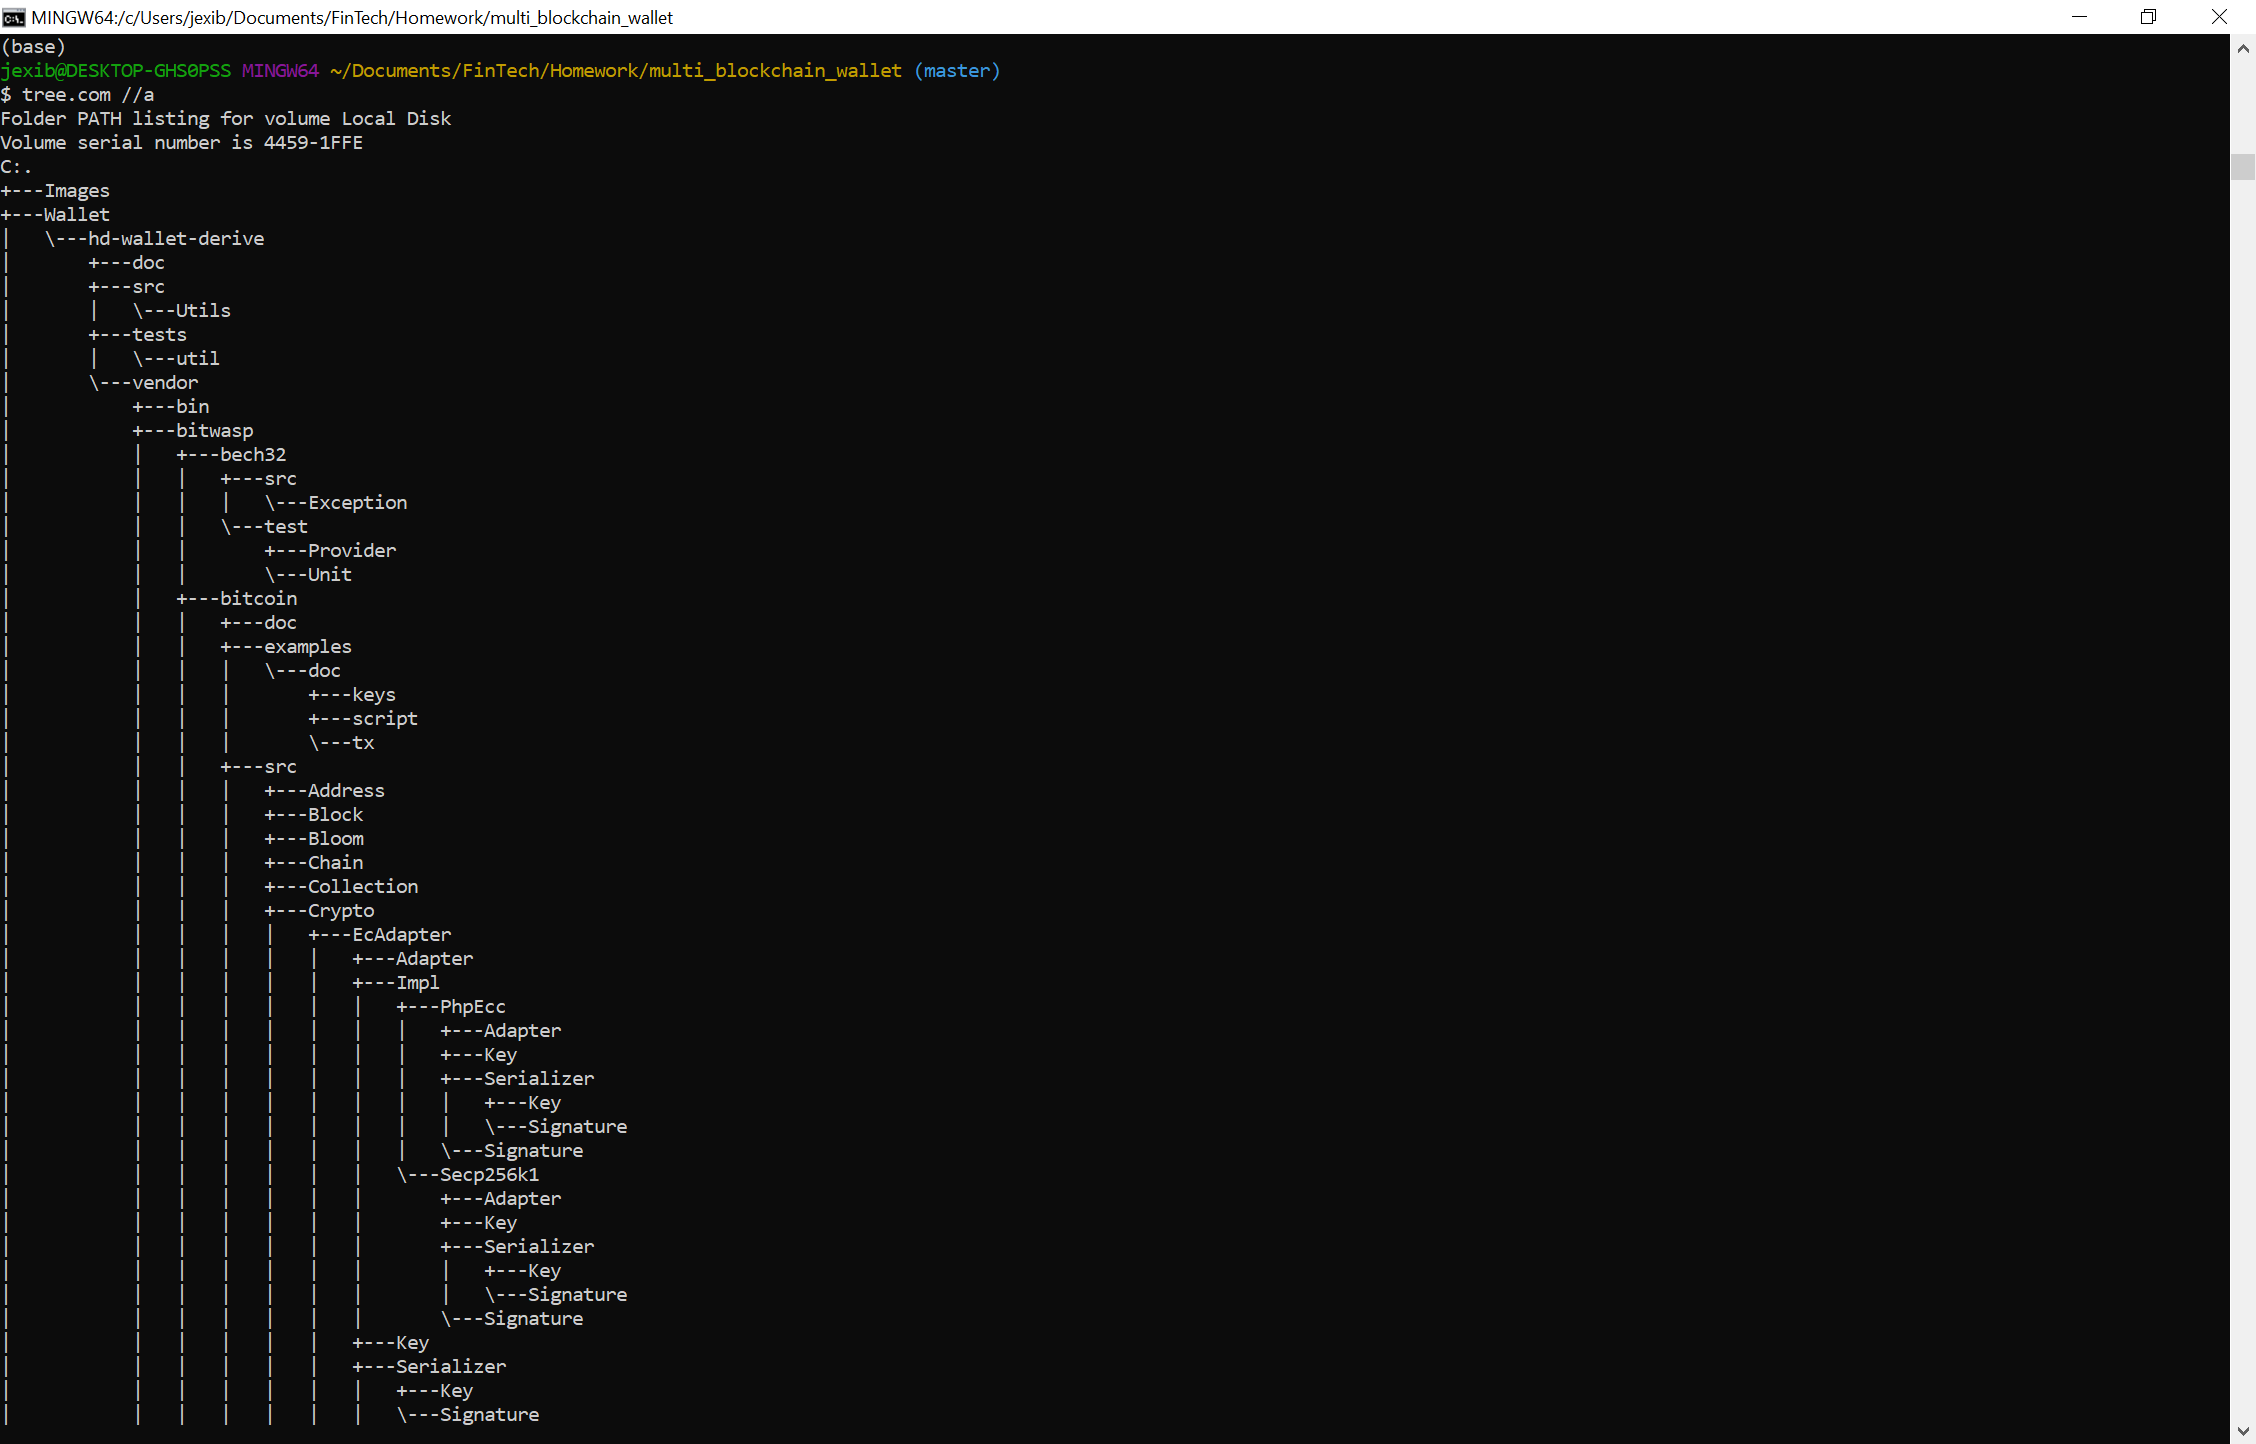 MINGW64:/c/Users/jexib/Documents/FinTech/Homework/multi_blockchain_wallet
(base)
jexib@DESKTOP-GHS0PSS MINGW64 ~/Documents/FinTech/Homework/multi_blockchain_wallet (master)
$ tree.com //a
Folder PATH listing for volume Local Disk
Volume serial number is 4459-1FFE
C:.
+---Images
+---Wallet
|   \---hd-wallet-derive
|       +---doc
|       +---src
|       |   \---Utils
|       +---tests
|       |   \---util
|       \---vendor
|           +---bin
|           +---bitwasp
|           |   +---bech32
|           |   |   +---src
|           |   |   |   \---Exception
|           |   |   \---test
|           |   |       +---Provider
|           |   |       \---Unit
|           |   +---bitcoin
|           |   |   +---doc
|           |   |   +---examples
|           |   |   |   \---doc
|           |   |   |       +---keys
|           |   |   |       +---script
|           |   |   |       \---tx
|           |   |   +---src
|           |   |   |   +---Address
|           |   |   |   +---Block
|           |   |   |   +---Bloom
|           |   |   |   +---Chain
|           |   |   |   +---Collection
|           |   |   |   +---Crypto
|           |   |   |   |   +---EcAdapter
|           |   |   |   |   |   +---Adapter
|           |   |   |   |   |   +---Impl
|           |   |   |   |   |   |   +---PhpEcc
|           |   |   |   |   |   |   |   +---Adapter
|           |   |   |   |   |   |   |   +---Key
|           |   |   |   |   |   |   |   +---Serializer
|           |   |   |   |   |   |   |   |   +---Key
|           |   |   |   |   |   |   |   |   \---Signature
|           |   |   |   |   |   |   |   \---Signature
|           |   |   |   |   |   |   \---Secp256k1
|           |   |   |   |   |   |       +---Adapter
|           |   |   |   |   |   |       +---Key
|           |   |   |   |   |   |       +---Serializer
|           |   |   |   |   |   |       |   +---Key
|           |   |   |   |   |   |       |   \---Signature
|           |   |   |   |   |   |       \---Signature
|           |   |   |   |   |   +---Key
|           |   |   |   |   |   +---Serializer
|           |   |   |   |   |   |   +---Key
|           |   |   |   |   |   |   \---Signature